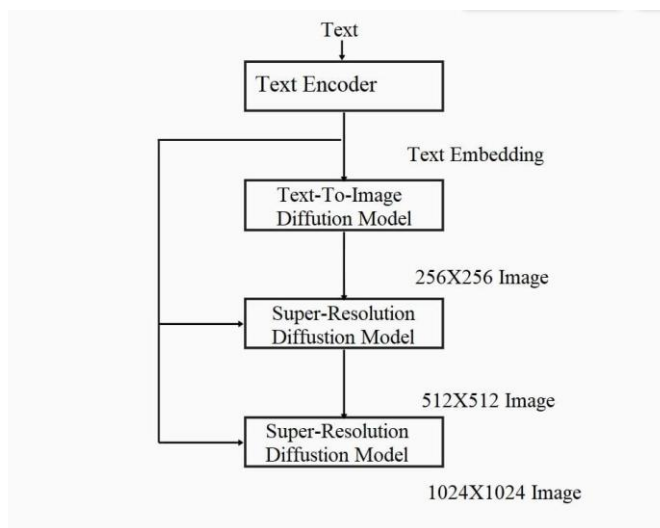 Text
Text Encoder
Text Embedding
Text-To-Image
Diffution Model
256X256 Image
Super-Resolution
Diffustion Model
512X512 Image
Super-Resolution
Diffustion Model
1024X1024 Image